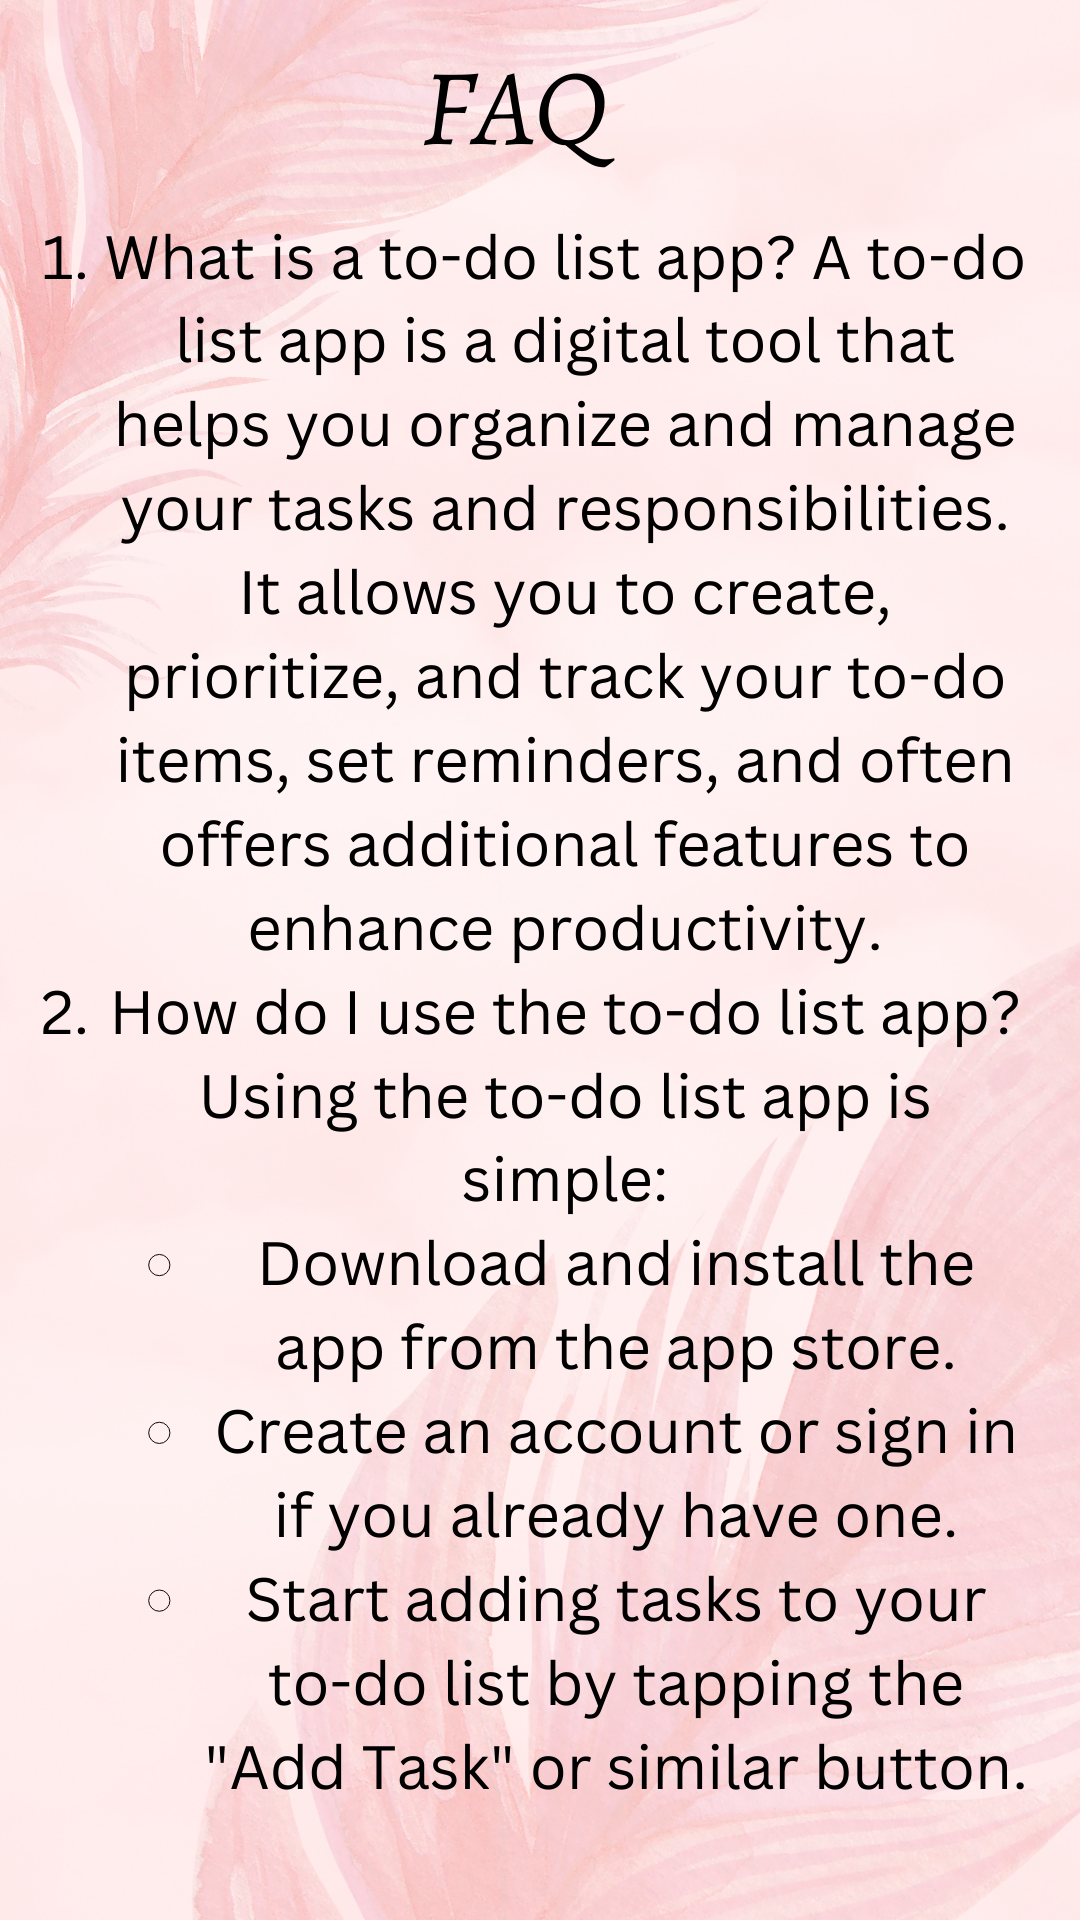 FAQ
1. What is a to-do list app? A to-do
list app is a digital tool that
helps you organize and manage
your tasks and responsibilities.
It allows you to create,
prioritize, and track your to-do
items, set reminders, and often
offers additional features to
enhance productivity.
2. How do I use the to-do list app?
Using the to-do list app is
simple:
○ Download and install the
app from the app store.
○ Create an account or sign in
if you already have one.
○ Start adding tasks to your
to-do list by tapping the
"Add Task" or similar button.